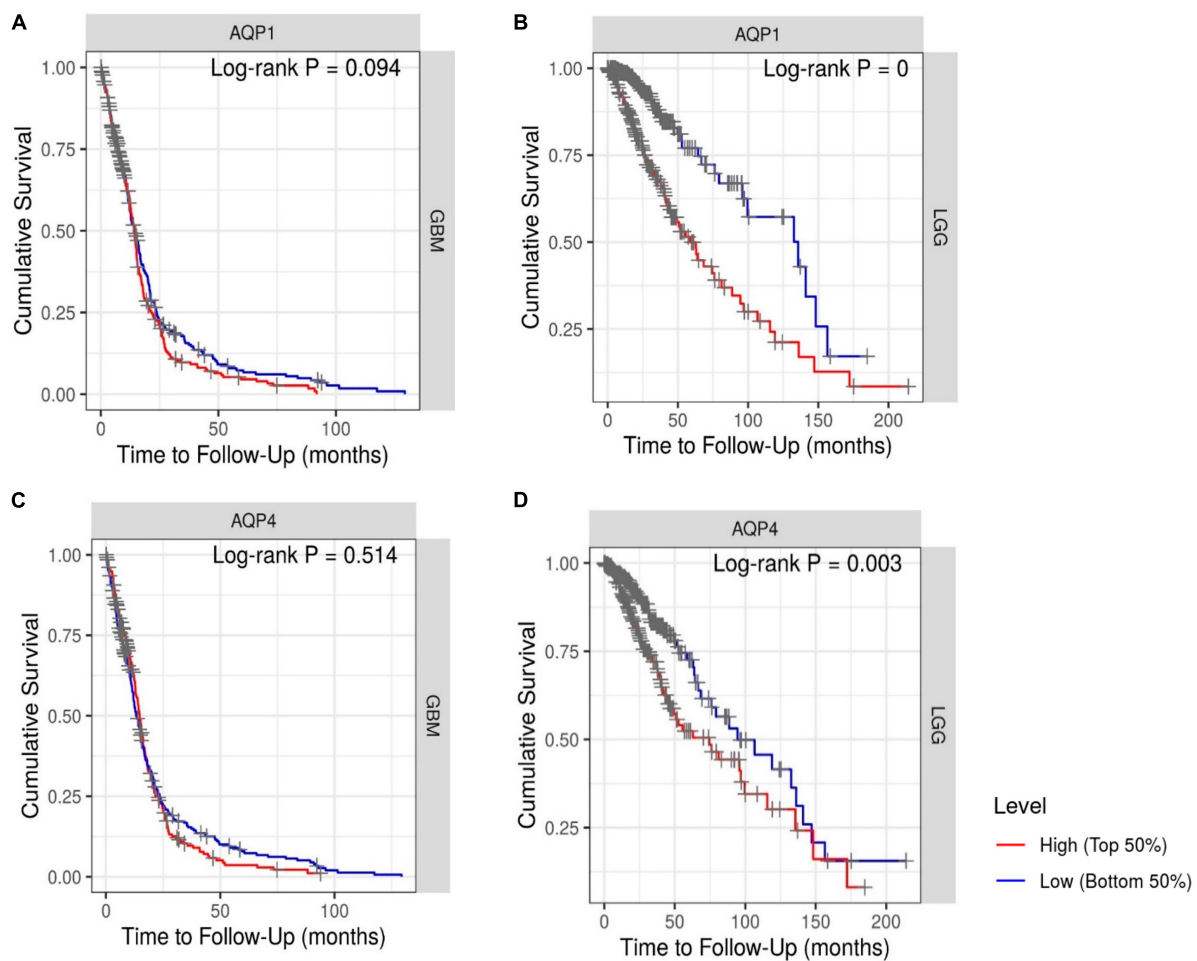 A
AQP1
Log-rank P = 0.094
1.00
0.75
0.50
0.25
0.00
Cumulative Survival
GBM
0
50
100
Time to Follow-Up (months)
B
AQP1
Log-rank P = 0
1.00
0.75
0.50
0.25
Cumulative Survival
LGG
0
50
100
150
200
Time to Follow-Up (months)
C
AQP4
Log-rank P = 0.514
1.00
0.75
0.50
0.25
0.00
Cumulative Survival
GBM
0
50
100
Time to Follow-Up (months)
D
AQP4
Log-rank P = 0.003
1.00
0.75
0.50
0.25
Cumulative Survival
LGG
0
50
100
150
200
Time to Follow-Up (months)
Level
High (Top 50%)
Low (Bottom 50%)